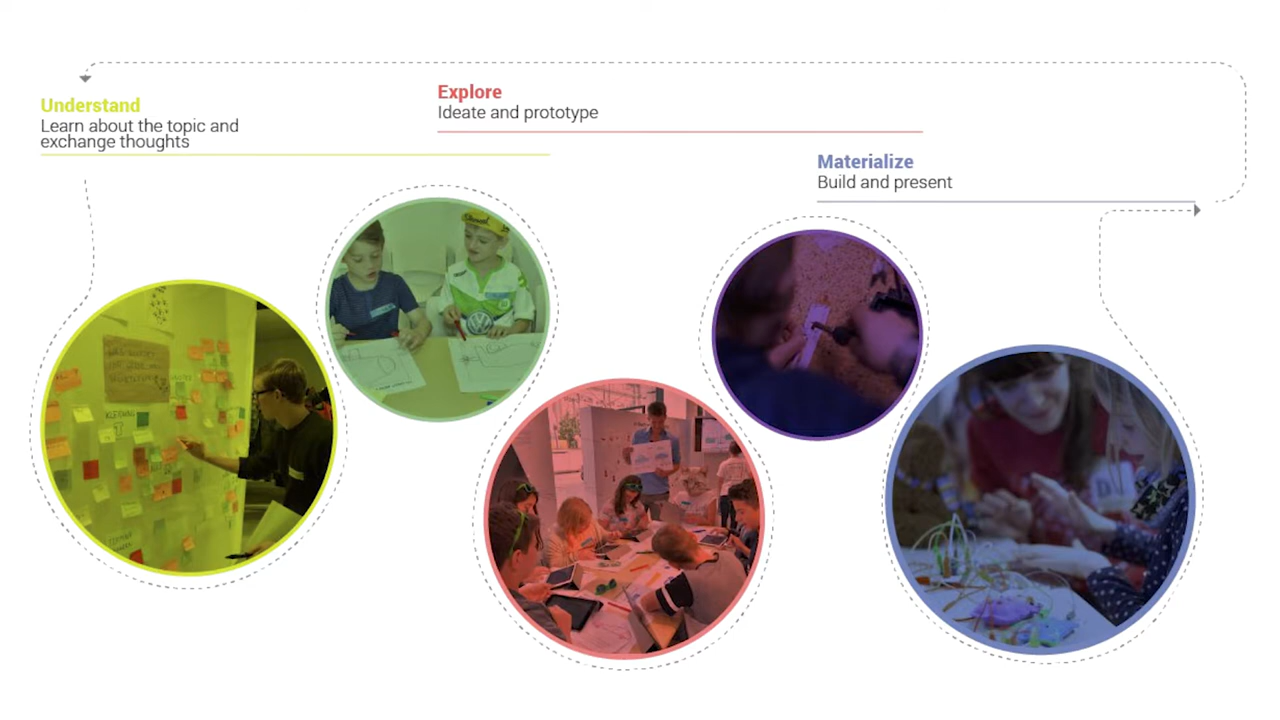 Understand
Learn about the topic and
exchange thoughts
Explore
Ideate and prototype
Materialize
Build and present